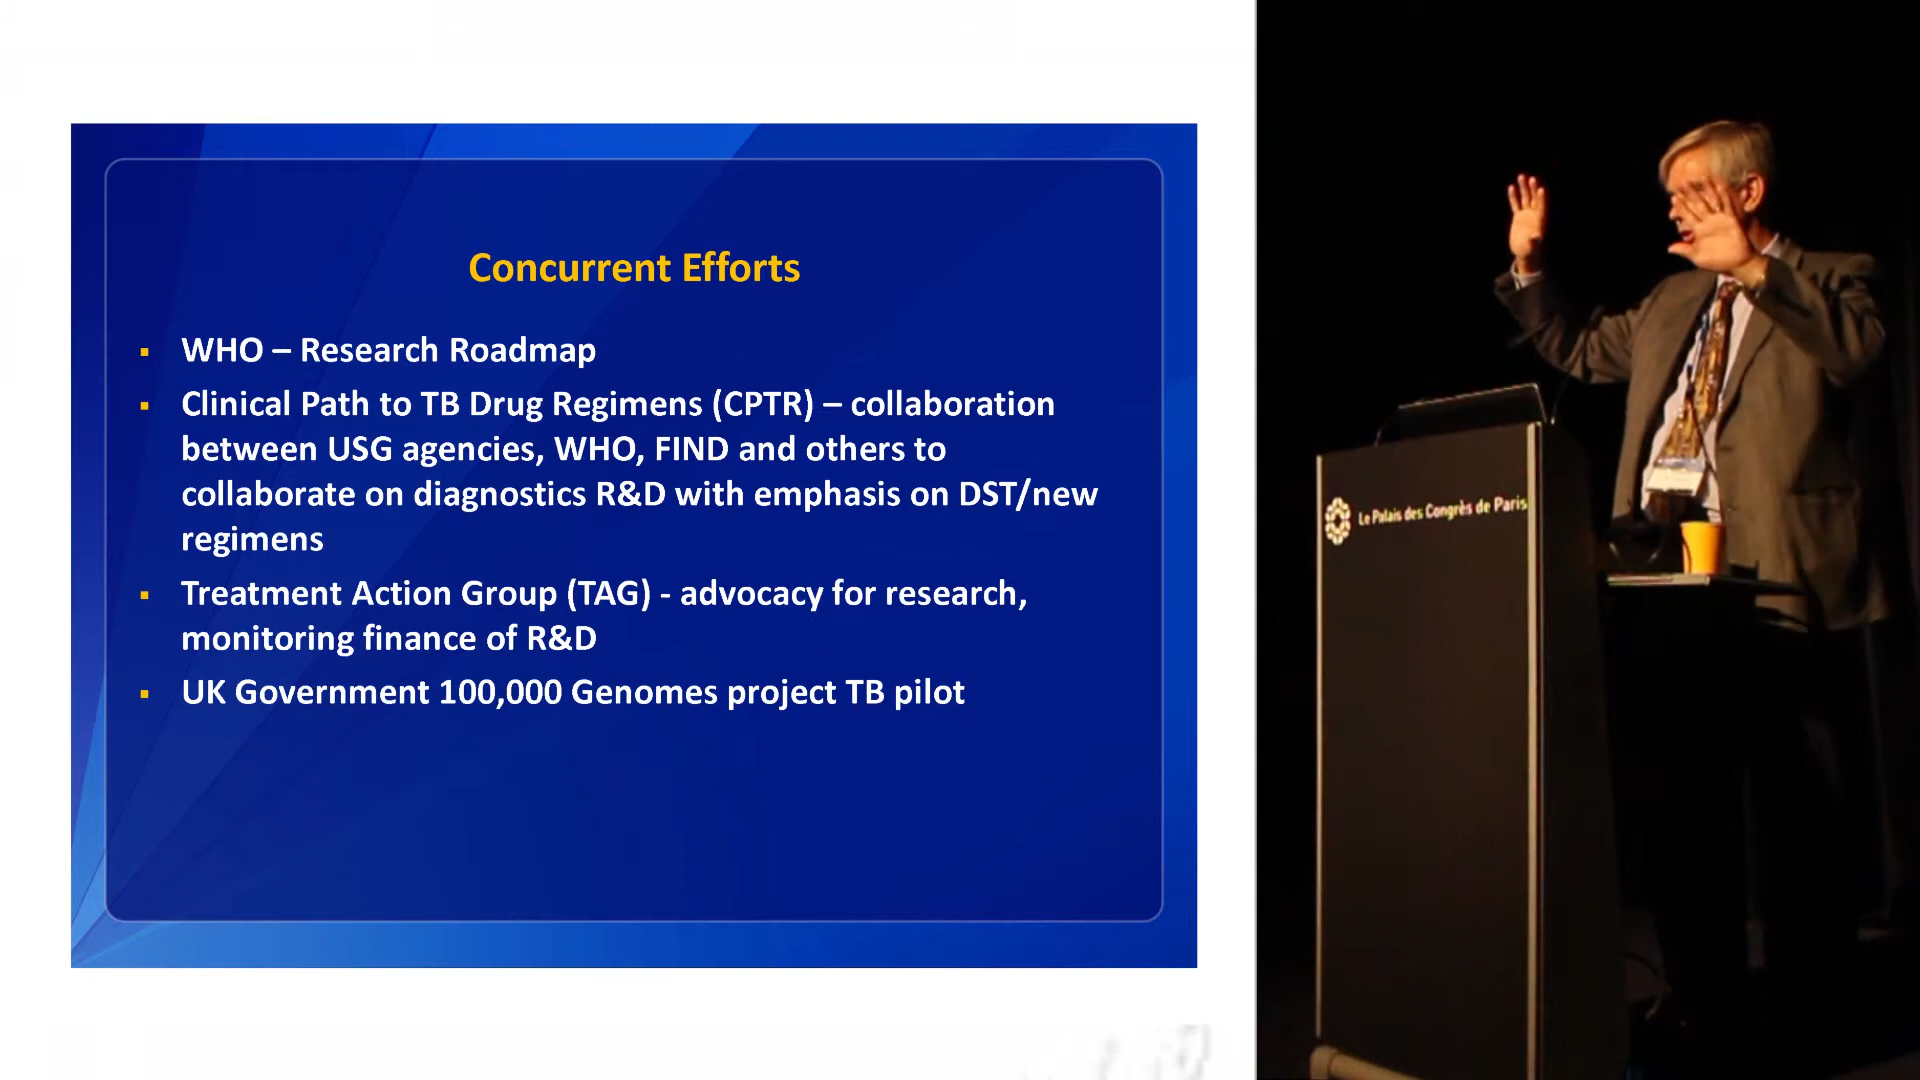 Concurrent Efforts
▪ WHO – Research Roadmap
▪ Clinical Path to TB Drug Regimens (CPTR) – collaboration
between USG agencies, WHO, FIND and others to
collaborate on diagnostics R&D with emphasis on DST/new
regimens
▪ Treatment Action Group (TAG) - advocacy for research,
monitoring finance of R&D
▪ UK Government 100,000 Genomes project TB pilot
Le Palais des Congrès de Paris